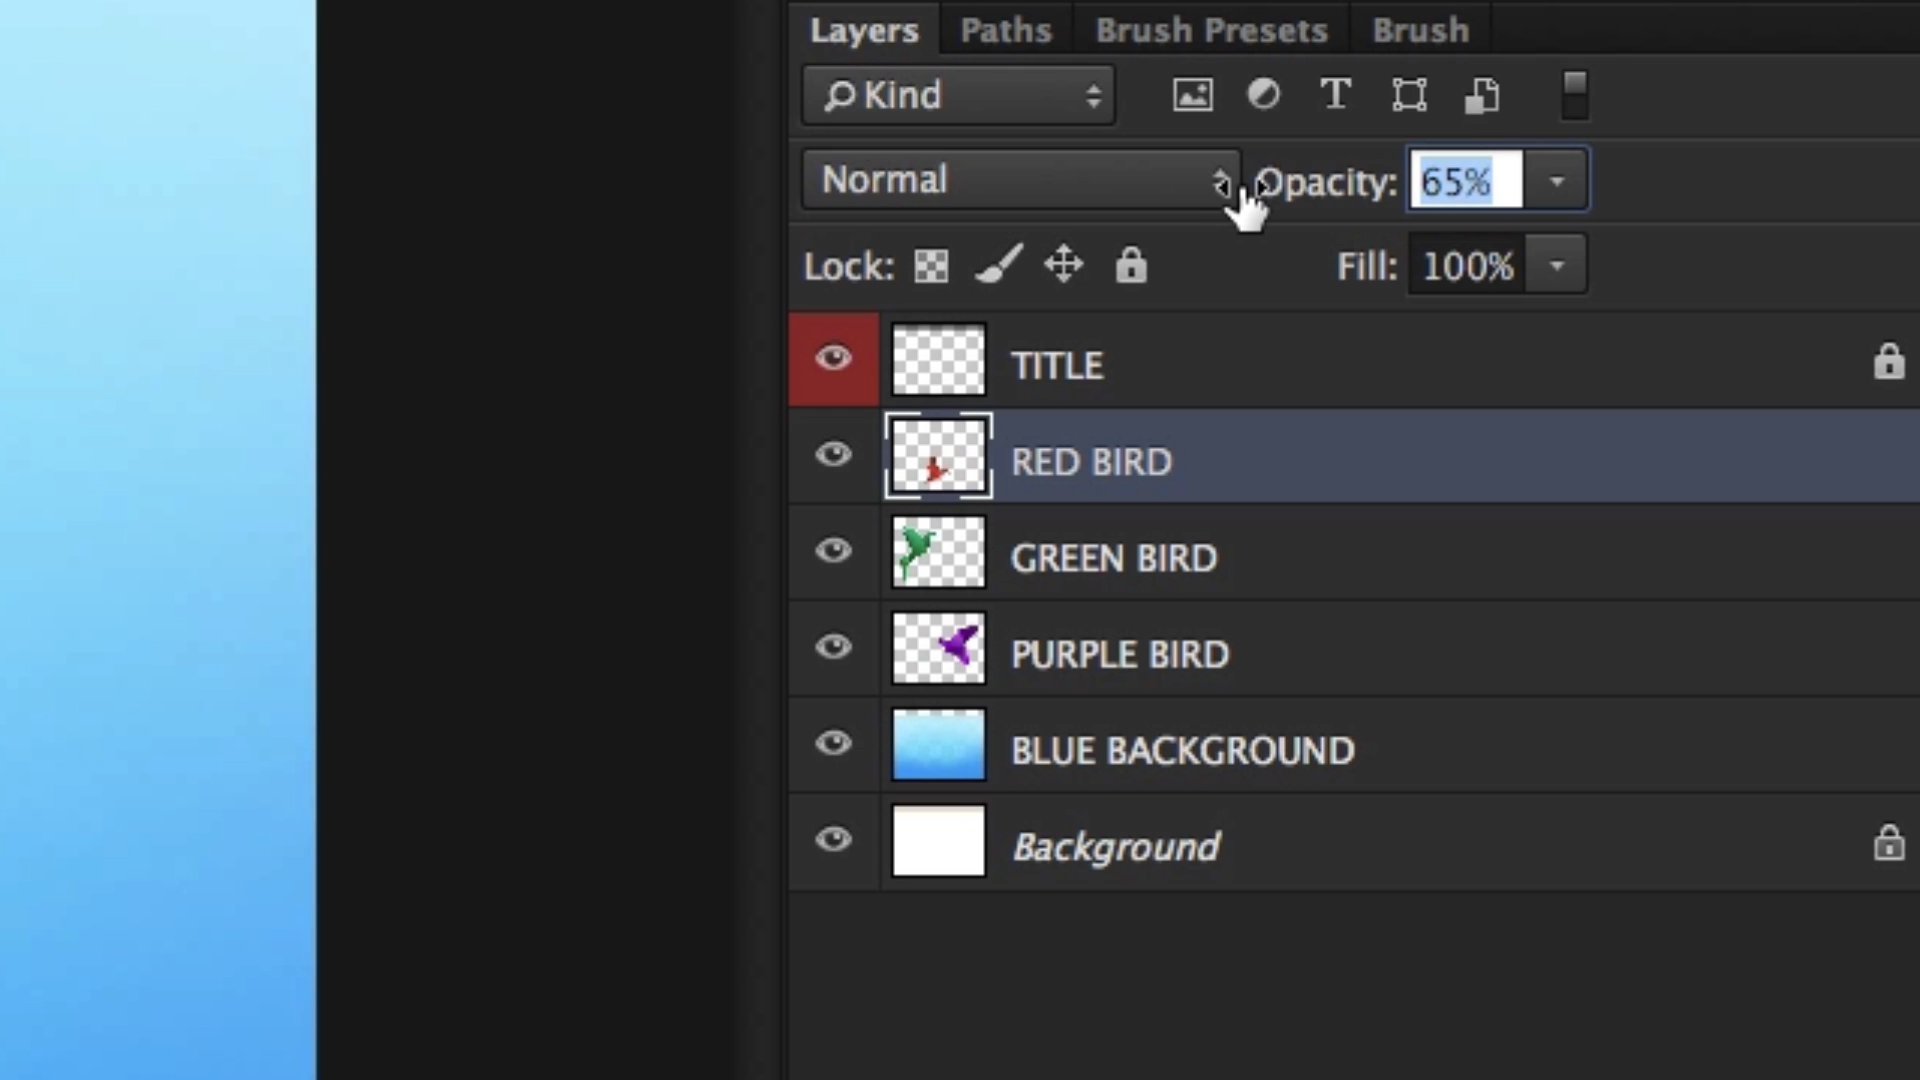 Layers Paths Brush Presets Brush
Kind
Normal Opacity: 65%
Lock: Fill: 100%
TITLE
RED BIRD
GREEN BIRD
PURPLE BIRD
BLUE BACKGROUND
Background